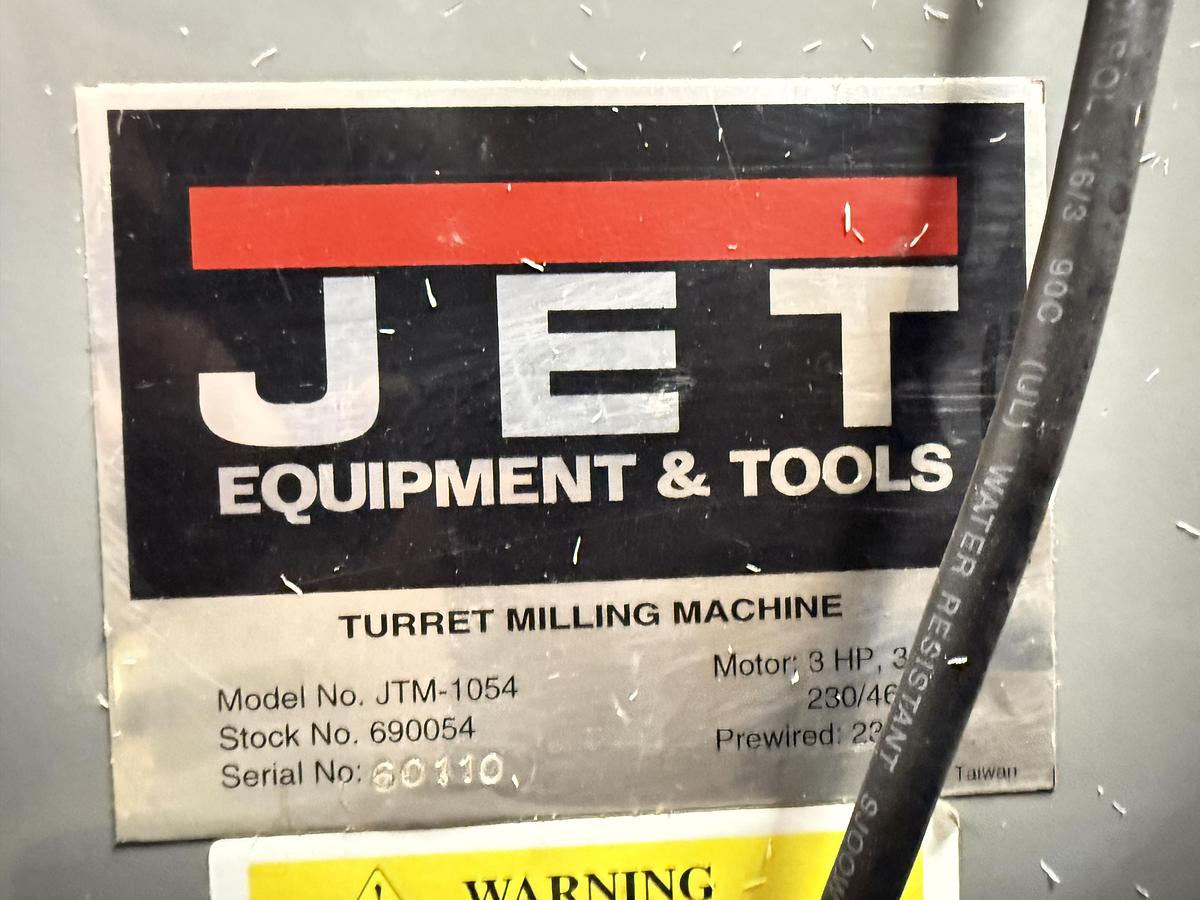 JET
EQUIPMENT & TOOLS
TURRET MILLING MACHINE
Model No. JTM-1054
Stock No. 690054
Serial No: 60110
Motor: 3 HP, 3
230/46
Prewired: 23
Taiwan
WARNING
16/3 90C (UL) WATER RESISTANT SJOOW